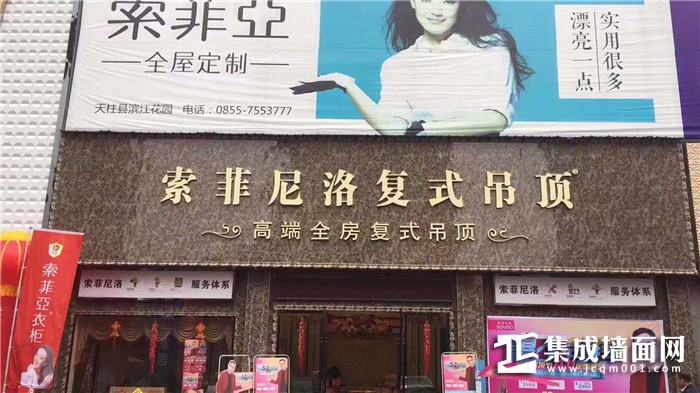 索菲亞
全屋定制
天柱县滨江花园 电话：0855-7553777
实用很多
漂亮一点
索菲尼洛复式吊顶
高端全房复式吊顶
索菲亞衣柜
索菲尼洛 服务体系
索菲尼洛 服务体系
集成墙面网
jcqm001.com